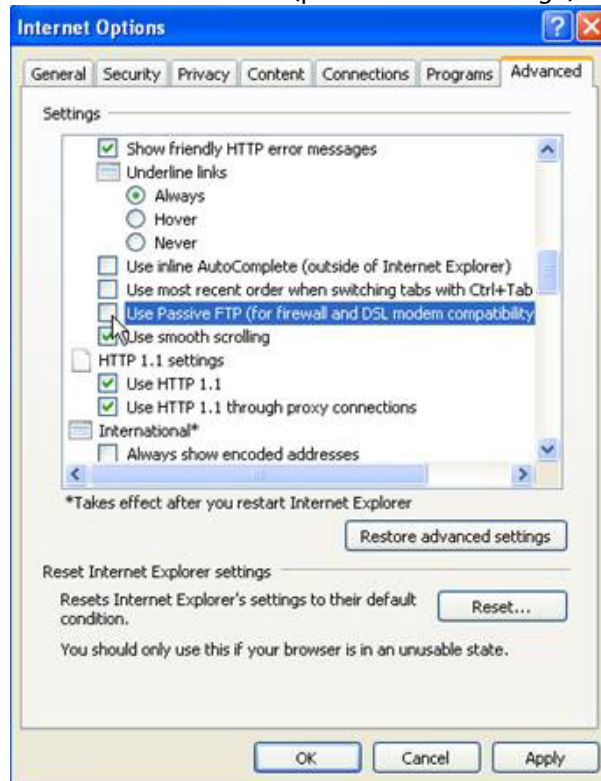 Internet Options
General Security Privacy Content Connections Programs Advanced
Settings
Show friendly HTTP error messages
Underline links
Always
Hover
Never
Use inline AutoComplete (outside of Internet Explorer)
Use most recent order when switching tabs with Ctrl+Tab
Use Passive FTP (for firewall and DSL modem compatibility
Use smooth scrolling
HTTP 1.1 settings
Use HTTP 1.1
Use HTTP 1.1 through proxy connections
International*
Always show encoded addresses
*Takes effect after you restart Internet Explorer
Restore advanced settings
Reset Internet Explorer settings
Resets Internet Explorer's settings to their default
condition.
Reset...
You should only use this if your browser is in an unusable state.
OK Cancel Apply